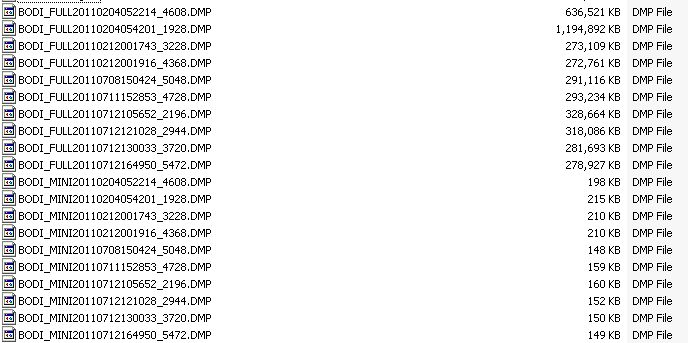 BODI_FULL20110204052214_4608.DMP 636,521 KB DMP File
BODI_FULL20110204054201_1928.DMP 1,194,892 KB DMP File
BODI_FULL20110212001743_3228.DMP 273,109 KB DMP File
BODI_FULL20110212001916_4368.DMP 272,761 KB DMP File
BODI_FULL20110708150424_5048.DMP 291,116 KB DMP File
BODI_FULL20110711152853_4728.DMP 293,234 KB DMP File
BODI_FULL20110712105652_2196.DMP 328,664 KB DMP File
BODI_FULL20110712121028_2944.DMP 318,086 KB DMP File
BODI_FULL20110712130033_3720.DMP 281,693 KB DMP File
BODI_FULL20110712164950_5472.DMP 278,927 KB DMP File
BODI_MINI20110204052214_4608.DMP 198 KB DMP File
BODI_MINI20110204054201_1928.DMP 215 KB DMP File
BODI_MINI20110212001743_3228.DMP 210 KB DMP File
BODI_MINI20110212001916_4368.DMP 210 KB DMP File
BODI_MINI20110708150424_5048.DMP 148 KB DMP File
BODI_MINI20110711152853_4728.DMP 159 KB DMP File
BODI_MINI20110712105652_2196.DMP 160 KB DMP File
BODI_MINI20110712121028_2944.DMP 152 KB DMP File
BODI_MINI20110712130033_3720.DMP 150 KB DMP File
BODI_MINI20110712164950_5472.DMP 149 KB DMP File